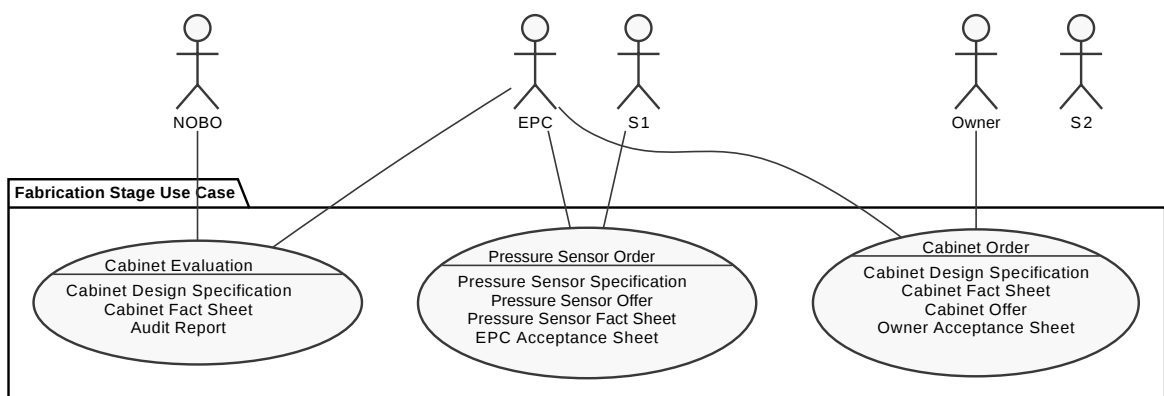 NOBO
EPC
S1
Owner
S2
Fabrication Stage Use Case
Cabinet Evaluation
Cabinet Design Specification
Cabinet Fact Sheet
Audit Report
Pressure Sensor Order
Pressure Sensor Specification
Pressure Sensor Offer
Pressure Sensor Fact Sheet
EPC Acceptance Sheet
Cabinet Order
Cabinet Design Specification
Cabinet Fact Sheet
Cabinet Offer
Owner Acceptance Sheet